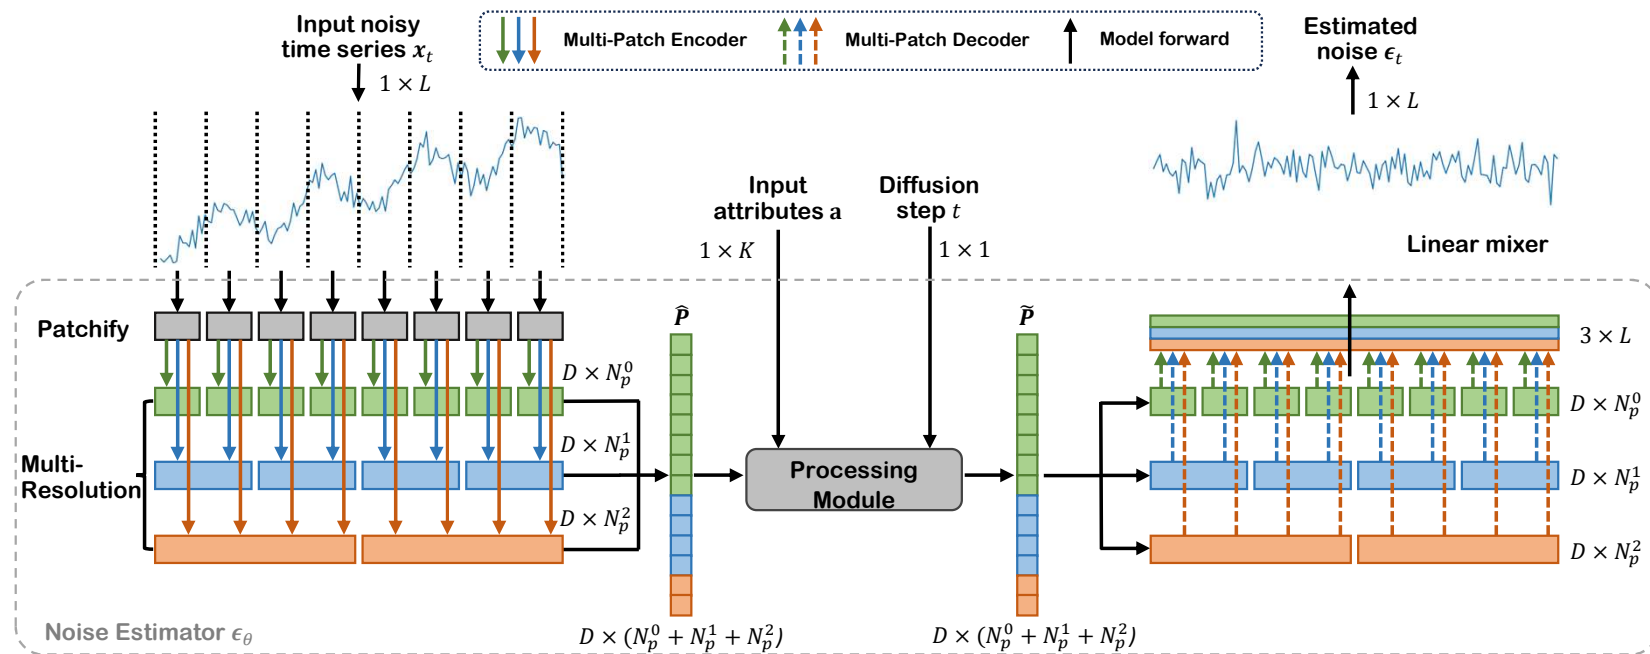 Input noisy
time series x_t
1 × L
Multi-Patch Encoder
Multi-Patch Decoder
Model forward
Estimated
noise ϵ_t
1 × L
Input
attributes a
1 × K
Diffusion
step t
1 × 1
Linear mixer
Patchify
Multi-
Resolution
D × N_p^0
D × N_p^1
D × N_p^2
P̂
D × (N_p^0 + N_p^1 + N_p^2)
Processing
Module
P̃
D × (N_p^0 + N_p^1 + N_p^2)
3 × L
D × N_p^0
D × N_p^1
D × N_p^2
Noise Estimator ϵ_θ